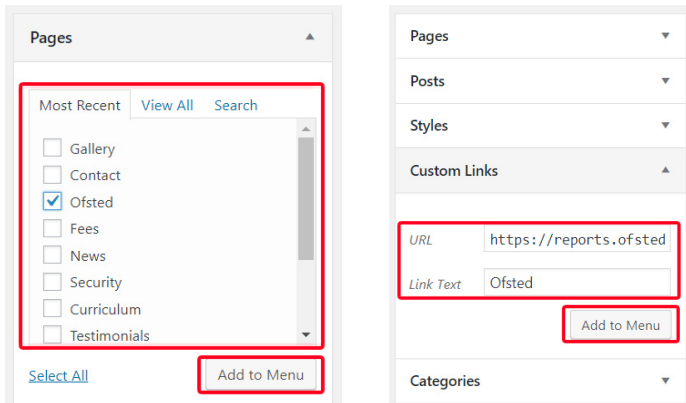 Pages
Most Recent View All Search
Gallery
Contact
Ofsted
Fees
News
Security
Curriculum
Testimonials
Select All Add to Menu
Pages
Posts
Styles
Custom Links
URL https://reports.ofsted
Link Text Ofsted
Add to Menu
Categories